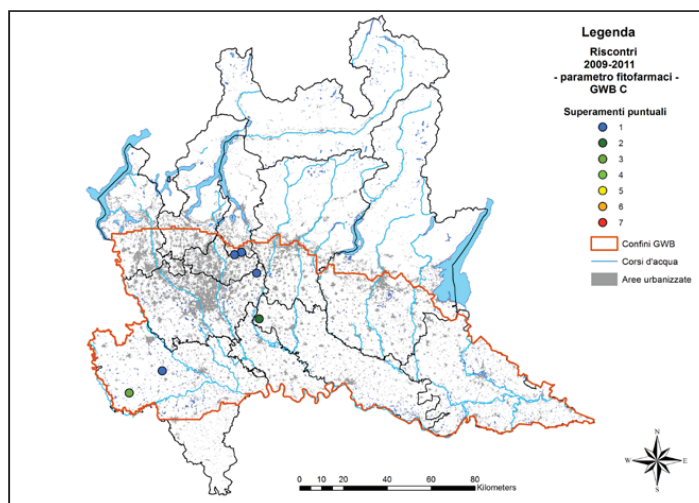 Legenda
Riscontri
2009-2011
- parametro fitofarmaci -
GWB C
Superamenti puntuali
1
2
3
4
5
6
7
Confini GWB
Corsi d'acqua
Aree urbanizzate
N
W
E
S
0 5 10 20 40 60 80
Kilometers